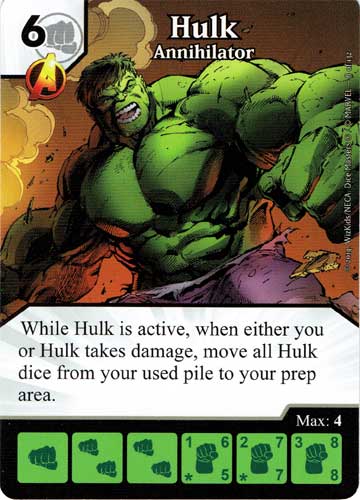 6
Hulk
Annihilator
While Hulk is active, when either you
or Hulk takes damage, move all Hulk
dice from your used pile to your prep
area.
Max: 4
1 6 2 7 3 8
* 5 * 7 8